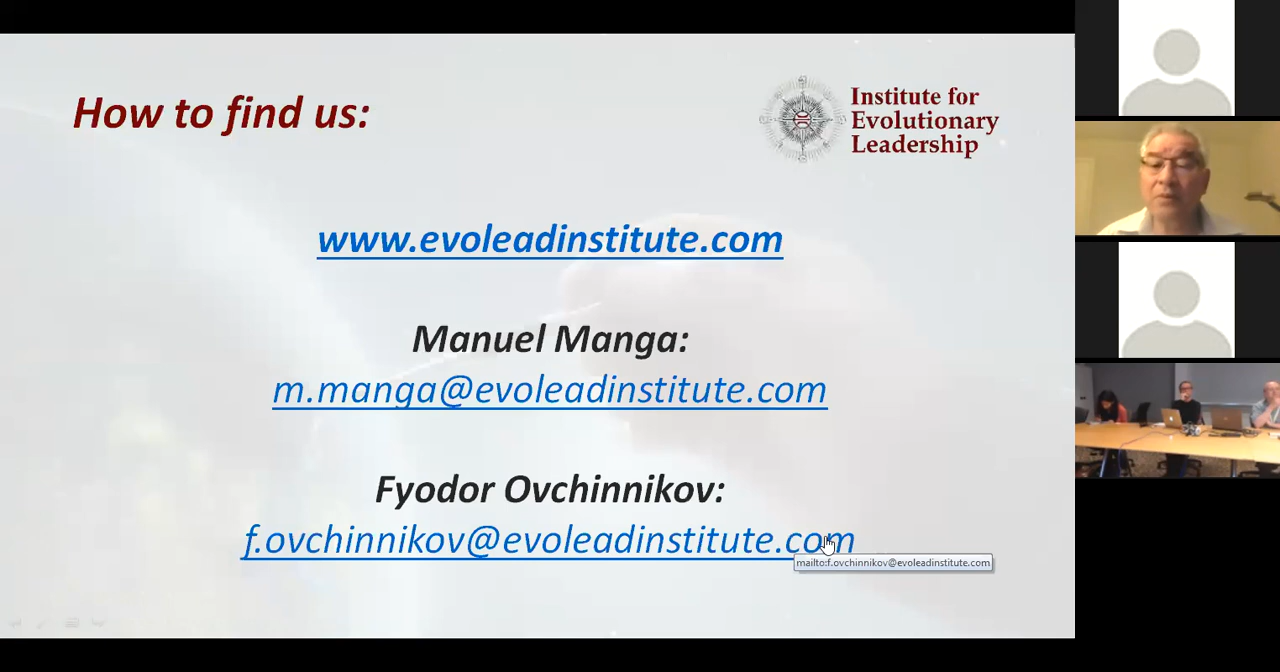 How to find us:
Institute for
Evolutionary
Leadership
www.evoleadinstitute.com
Manuel Manga:
m.manga@evoleadinstitute.com
Fyodor Ovchinnikov:
f.ovchinnikov@evoleadinstitute.com
mailto:f.ovchinnikov@evoleadinstitute.com